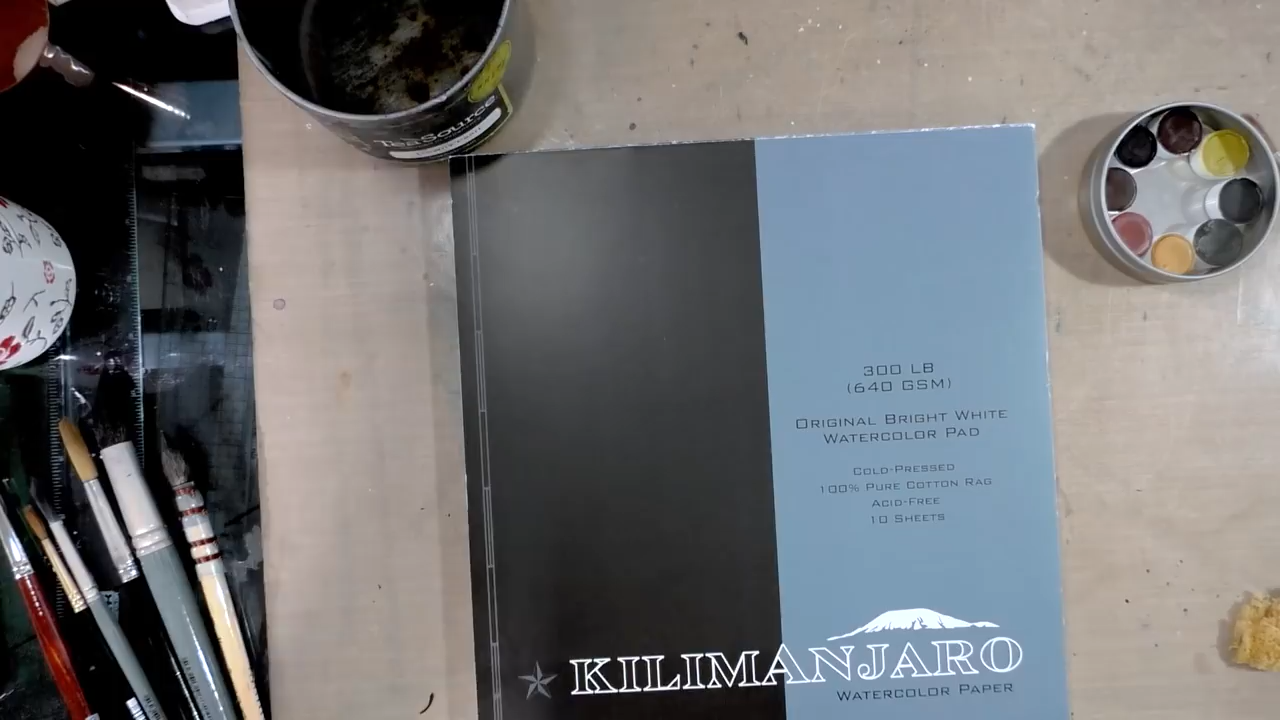 TeaSource
300 LB
(640 GSM)
Original Bright White
Watercolor Pad
Cold-Pressed
100% Pure Cotton Rag
Acid-Free
10 Sheets
KILIMANJARO
Watercolor Paper